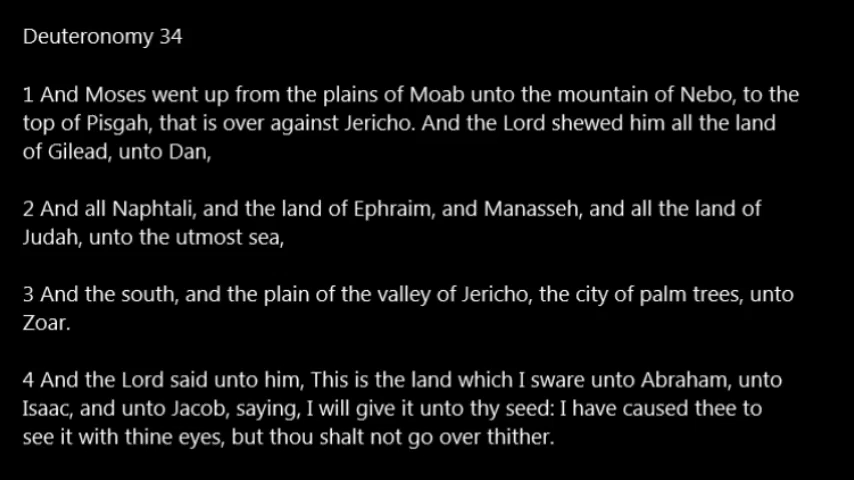 Deuteronomy 34
1 And Moses went up from the plains of Moab unto the mountain of Nebo, to the
top of Pisgah, that is over against Jericho. And the Lord shewed him all the land
of Gilead, unto Dan,
2 And all Naphtali, and the land of Ephraim, and Manasseh, and all the land of
Judah, unto the utmost sea,
3 And the south, and the plain of the valley of Jericho, the city of palm trees, unto
Zoar.
4 And the Lord said unto him, This is the land which I sware unto Abraham, unto
Isaac, and unto Jacob, saying, I will give it unto thy seed: I have caused thee to
see it with thine eyes, but thou shalt not go over thither.